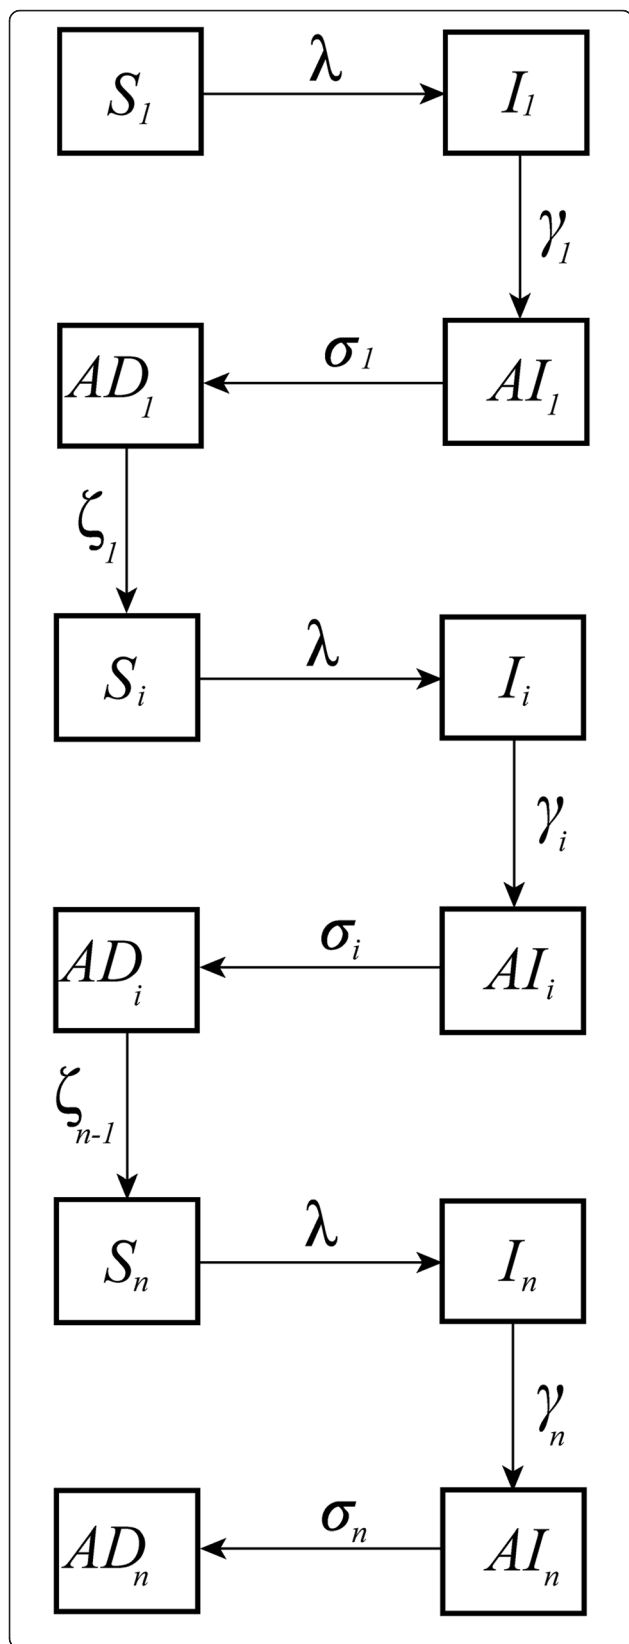 λ
S₁ I₁
γ₁
σ₁
AD₁ AI₁
ζ₁
λ
Sᵢ Iᵢ
γᵢ
σᵢ
ADᵢ AIᵢ
ζₙ₋₁
λ
Sₙ Iₙ
γₙ
σₙ
ADₙ AIₙ